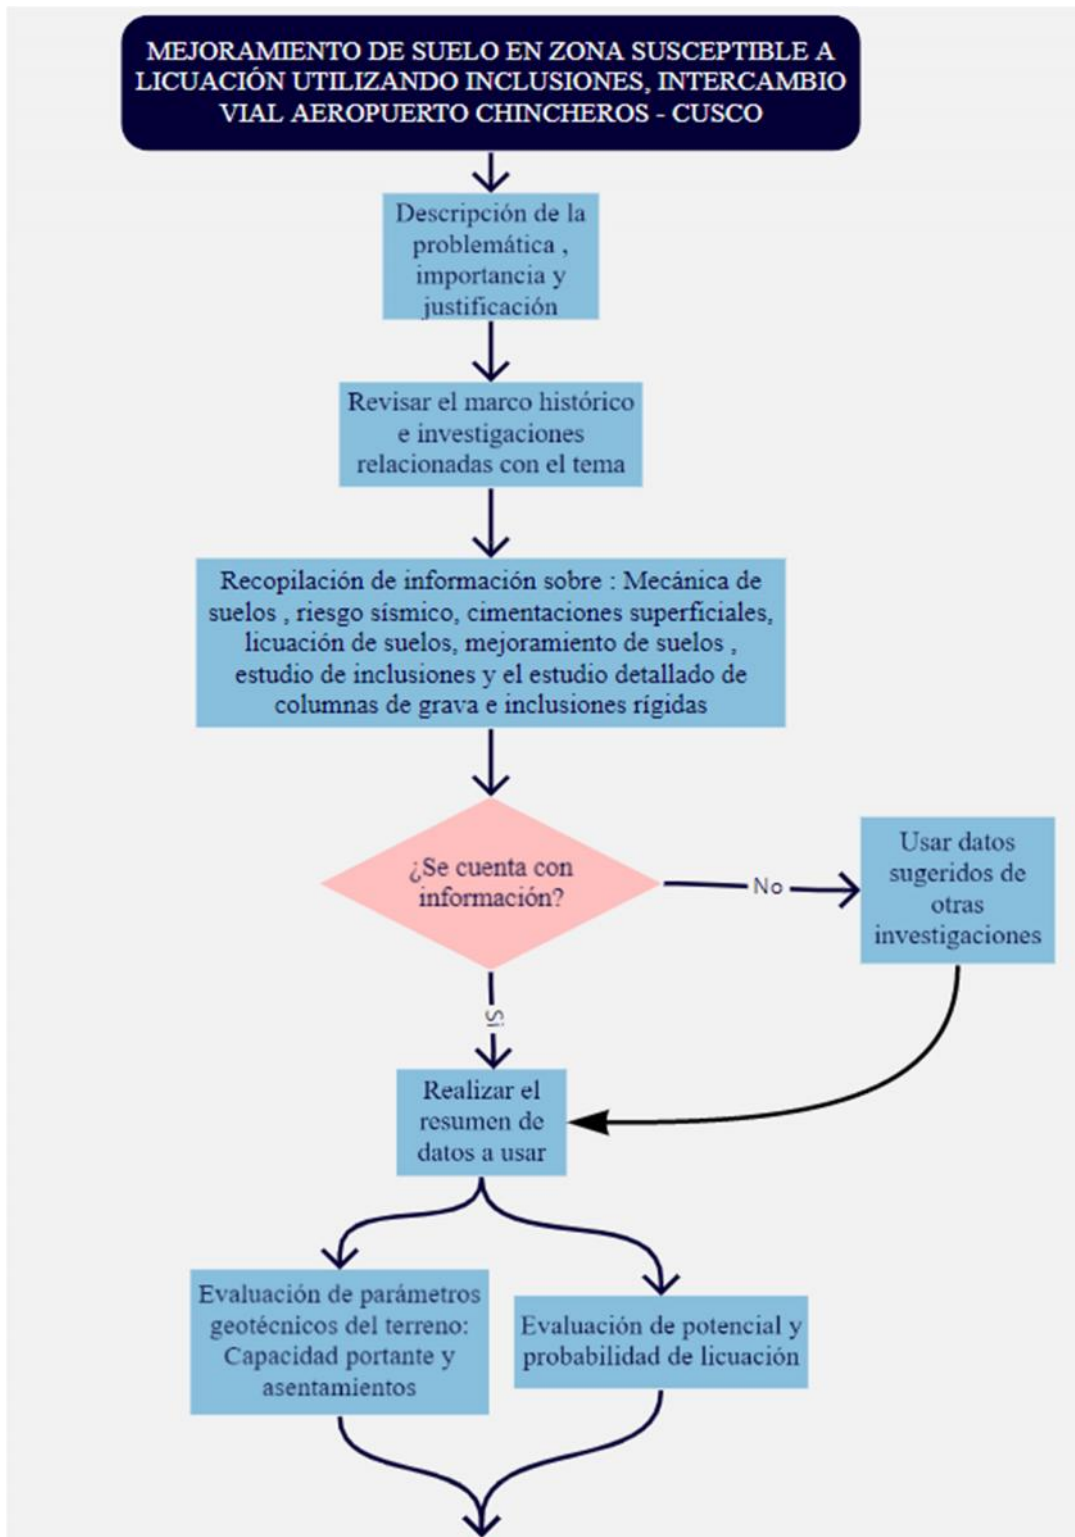 MEJORAMIENTO DE SUELO EN ZONA SUSCEPTIBLE A
LICUACIÓN UTILIZANDO INCLUSIONES, INTERCAMBIO
VIAL AEROPUERTO CHINCHEROS - CUSCO
Descripción de la
problemática ,
importancia y
justificación
Revisar el marco histórico
e investigaciones
relacionadas con el tema
Recopilación de información sobre : Mecánica de
suelos , riesgo sísmico, cimentaciones superficiales,
licuación de suelos, mejoramiento de suelos ,
estudio de inclusiones y el estudio detallado de
columnas de grava e inclusiones rígidas
¿Se cuenta con
información?
No
Usar datos
sugeridos de
otras
investigaciones
Si
Realizar el
resumen de
datos a usar
Evaluación de parámetros
geotécnicos del terreno:
Capacidad portante y
asentamientos
Evaluación de potencial y
probabilidad de licuación